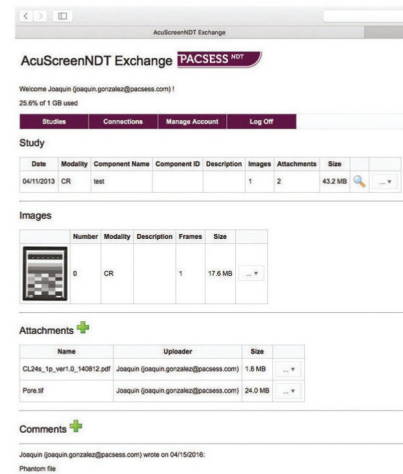 AcuScreenNDT Exchange
AcuScreenNDT Exchange PACSESS NDT
Welcome Joaquin (joaquin.gonzalez@pacsess.com) !
25.6% of 1 GB used
Studies Connections Manage Account Log Off
Study
Date Modality Component Name Component ID Description Images Attachments Size
04/11/2013 CR test 1 2 43.2 MB ...
Images
Number Modality Description Frames Size
0 CR 1 17.6 MB ...
Attachments
Name Uploader Size
CL24s_1p_ver1.0_140812.pdf Joaquin (joaquin.gonzalez@pacsess.com) 1.6 MB ...
Pore.tif Joaquin (joaquin.gonzalez@pacsess.com) 24.0 MB ...
Comments
Joaquin (joaquin.gonzalez@pacsess.com) wrote on 04/15/2016:
Phantom file